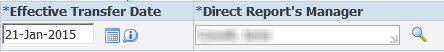 *Effective Transfer Date *Direct Report's Manager
21-Jan-2015